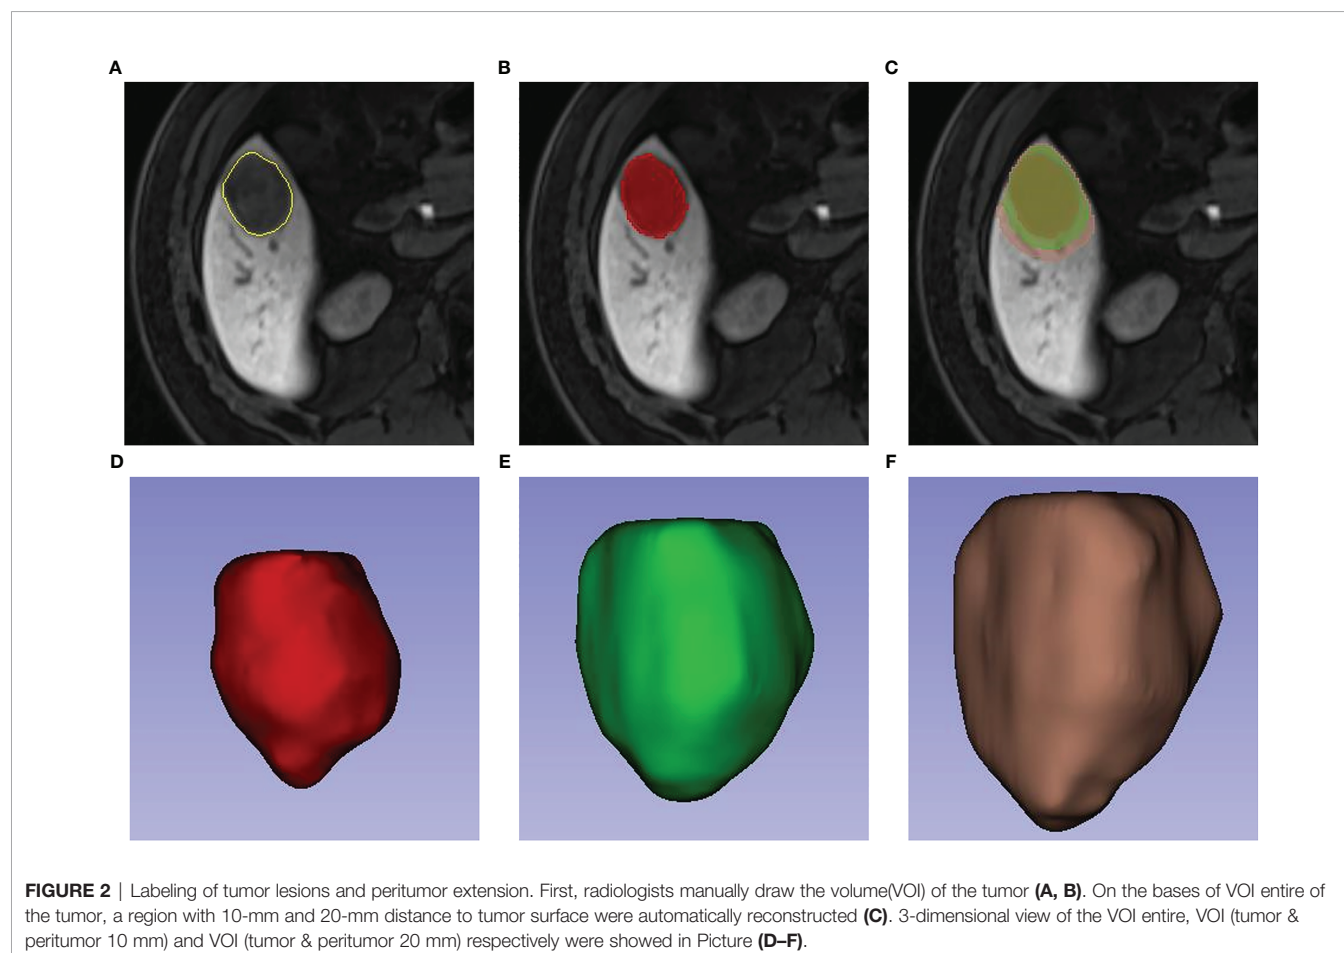 A
B
C
D
E
F
FIGURE 2 | Labeling of tumor lesions and peritumor extension. First, radiologists manually draw the volume(VOI) of the tumor (A, B). On the bases of VOI entire of
the tumor, a region with 10-mm and 20-mm distance to tumor surface were automatically reconstructed (C). 3-dimensional view of the VOI entire, VOI (tumor &
peritumor 10 mm) and VOI (tumor & peritumor 20 mm) respectively were showed in Picture (D–F).